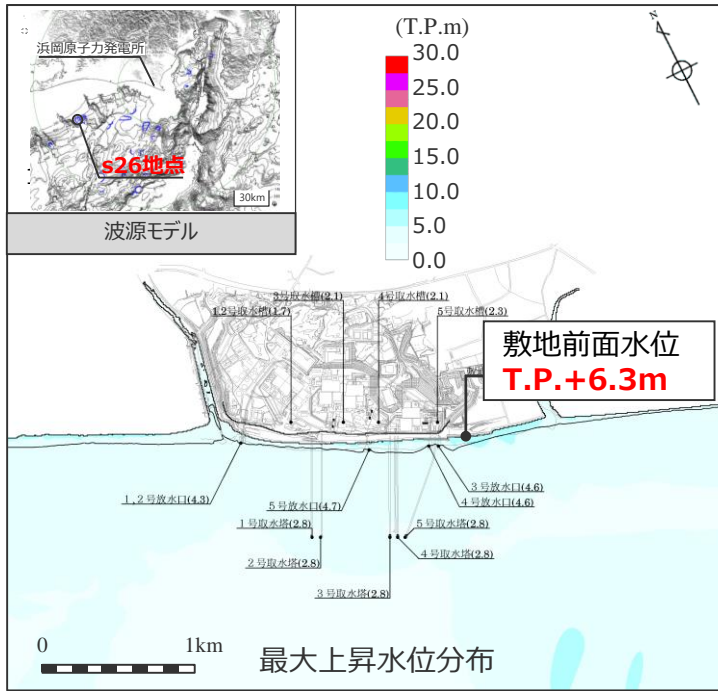 浜岡原子力発電所
s26地点
30km
波源モデル
(T.P.m)
30.0
25.0
20.0
15.0
10.0
5.0
0.0
N
3号取水槽(2.1)
4号取水槽(2.1)
1,2号取水槽(1.7)
5号取水槽(2.3)
敷地前面水位
T.P.+6.3m
1,2号放水口(4.3)
5号放水口(4.7)
3号放水口(4.6)
4号放水口(4.6)
1号取水塔(2.8)
2号取水塔(2.8)
3号取水塔(2.8)
5号取水塔(2.8)
4号取水塔(2.8)
0 1km
最大上昇水位分布